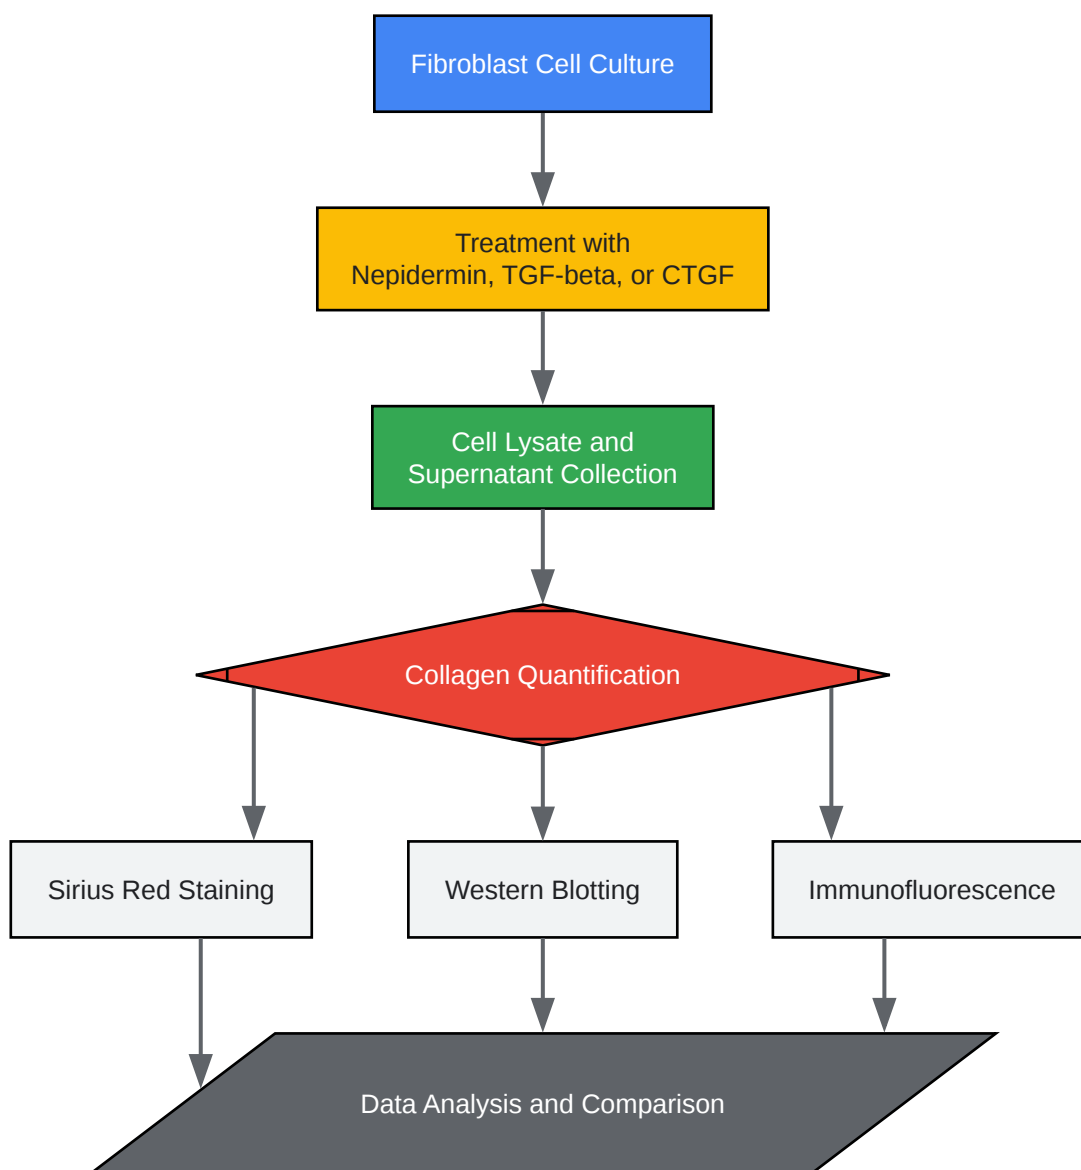 Fibroblast Cell Culture
Treatment with
Nepidermin, TGF-beta, or CTGF
Cell Lysate and
Supernatant Collection
Collagen Quantification
Sirius Red Staining
Western Blotting
Immunofluorescence
Data Analysis and Comparison